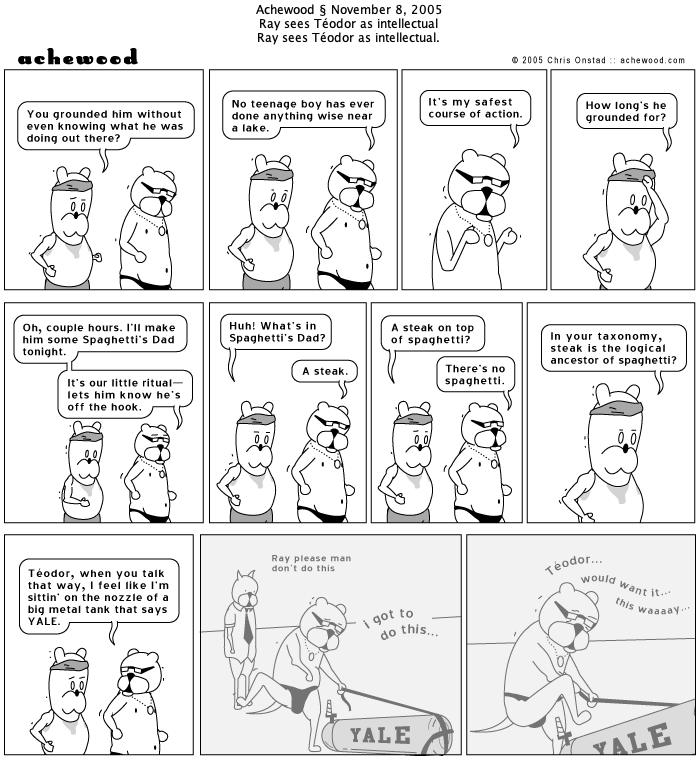 Achewood § November 8, 2005
Ray sees Téodor as intellectual
Ray sees Téodor as intellectual.
achewood
© 2005 Chris Onstad :: achewood.com
You grounded him without
even knowing what he was
doing out there?
No teenage boy has ever
done anything wise near
a lake.
It's my safest
course of action.
How long's he
grounded for?
Oh, couple hours. I'll make
him some Spaghetti's Dad
tonight.
It's our little ritual—
lets him know he's
off the hook.
Huh! What's in
Spaghetti's Dad?
A steak.
A steak on top
of spaghetti?
There's no
spaghetti.
In your taxonomy,
steak is the logical
ancestor of spaghetti?
Téodor, when you talk
that way, I feel like I'm
sittin' on the nozzle of a
big metal tank that says
YALE.
Ray please man
don't do this
i got to
do this...
YALE
Téodor...
would want it...
this waaaay...
YALE